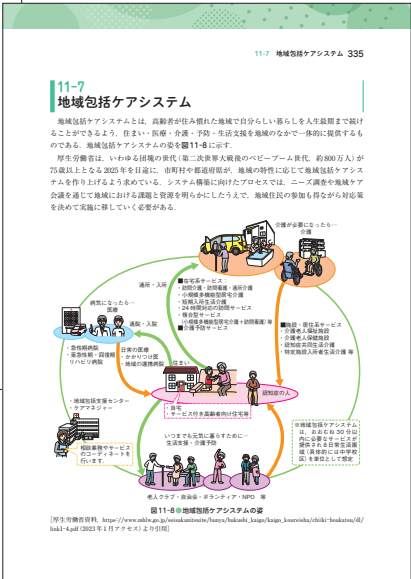 11-7 地域包括ケアシステム 335
11-7
地域包括ケアシステム
地域包括ケアシステムとは，高齢者が住み慣れた地域で自分らしい暮らしを人生最期まで続け
ることができるよう，住まい・医療・介護・予防・生活支援を地域のなかで一体的に提供するも
のである．地域包括ケアシステムの姿を図11-8に示す．
厚生労働省は，いわゆる団塊の世代（第二次世界大戦後のベビーブーム世代，約800万人）が
75歳以上となる2025年を目途に，市町村や都道府県が，地域の特性に応じて地域包括ケアシス
テムを作り上げるよう求めている．システム構築に向けたプロセスでは，ニーズ調査や地域ケア
会議を通じて地域における課題と資源を明らかにしたうえで，地域住民の参加も得ながら対応策
を決めて実施に移していく必要がある．
介護が必要になったら…
介護
通所・入所
■在宅系サービス：
・訪問介護・訪問看護・通所介護
・小規模多機能型居宅介護
・短期入所生活介護
・24時間対応の訪問サービス
・複合型サービス
（小規模多機能型居宅介護＋訪問看護）等
■介護予防サービス
病気になったら…
医療
通院・入院
・急性期病院
・亜急性期・回復期
リハビリ病院
日常の医療
・かかりつけ医
・地域の連携病院
住まい
■施設・居住系サービス
・介護老人福祉施設
・介護老人保健施設
・認知症共同生活介護
・特定施設入所者生活介護 等
認知症の人
・地域包括支援センター
・ケアマネジャー
・自宅
・サービス付き高齢者向け住宅等
相談業務やサービス
のコーディネートを
行います．
いつまでも元気に暮らすために…
生活支援・介護予防
※地域包括ケアシステム
は，おおむね30分以
内に必要なサービスが
提供される日常生活圏
域（具体的には中学校
区）を単位として想定
老人クラブ・自治会・ボランティア・NPO 等
図11-8●地域包括ケアシステムの姿
［厚生労働省資料，https://www.mhlw.go.jp/seisakunitsuite/bunya/hukushi_kaigo/kaigo_koureisha/chiiki-houkatsu/dl/
link1-4.pdf（2023年1月アクセス）より引用］